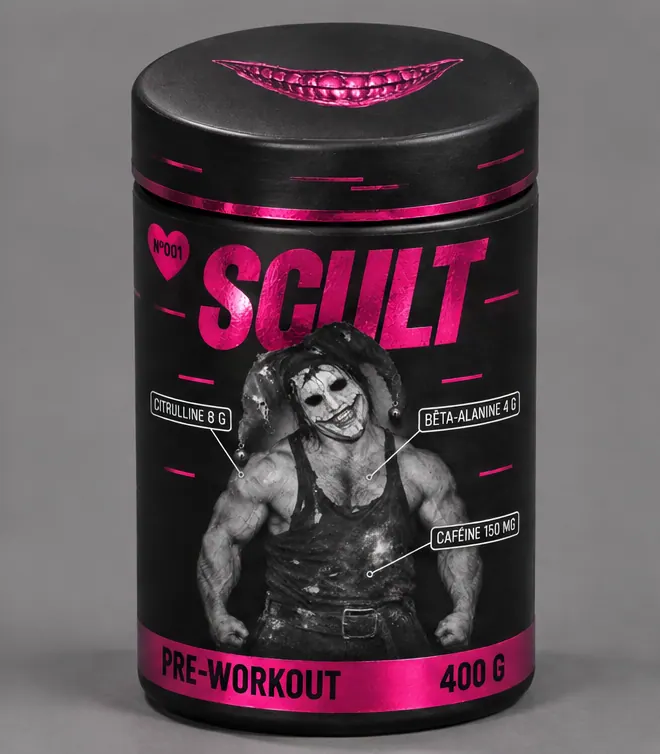 Nº001
SCULT
CITRULLINE 8 G
BÊTA-ALANINE 4 G
CAFÉINE 150 MG
PRE-WORKOUT
400 G